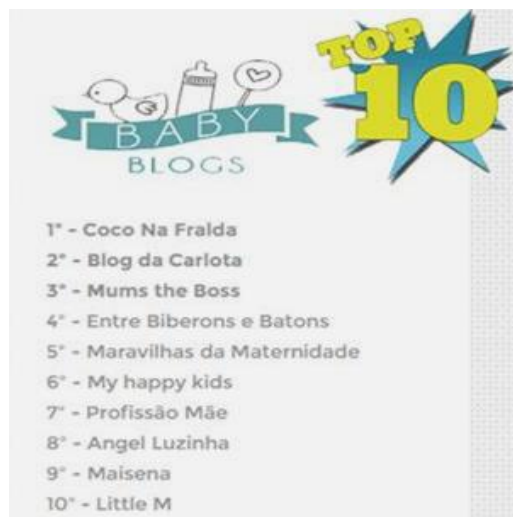 TOP
10
BABY
BLOGS
1° - Coco Na Fralda
2° - Blog da Carlota
3° - Mums the Boss
4° - Entre Biberons e Batons
5° - Maravilhas da Maternidade
6° - My happy kids
7° - Profissão Mãe
8° - Angel Luzinha
9° - Maisena
10° - Little M